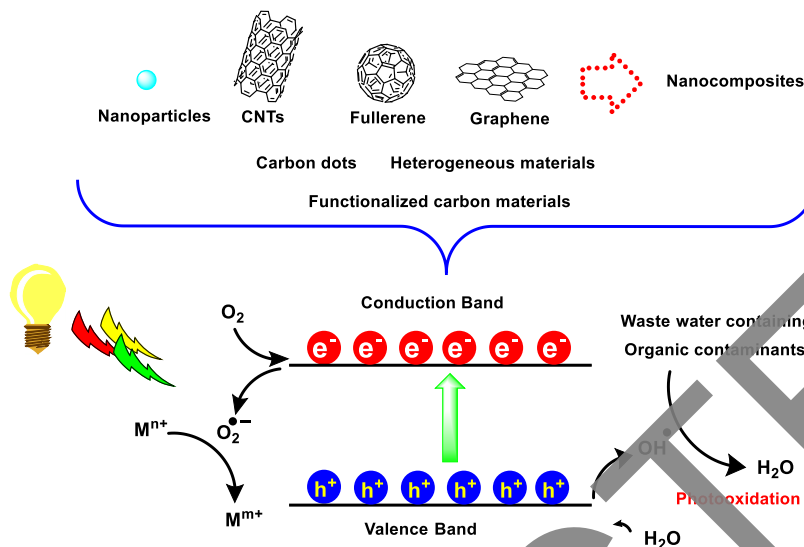 Nanoparticles
CNTs
Fullerene
Graphene
Nanocomposites
Carbon dots
Heterogeneous materials
Functionalized carbon materials
Conduction Band
O2
e- e- e- e- e- e-
Waste water containing
Organic contaminants
O2•−
Mn+
OH•
H2O
h+ h+ h+ h+ h+ h+
Photooxidation
Mm+
Valence Band
H2O